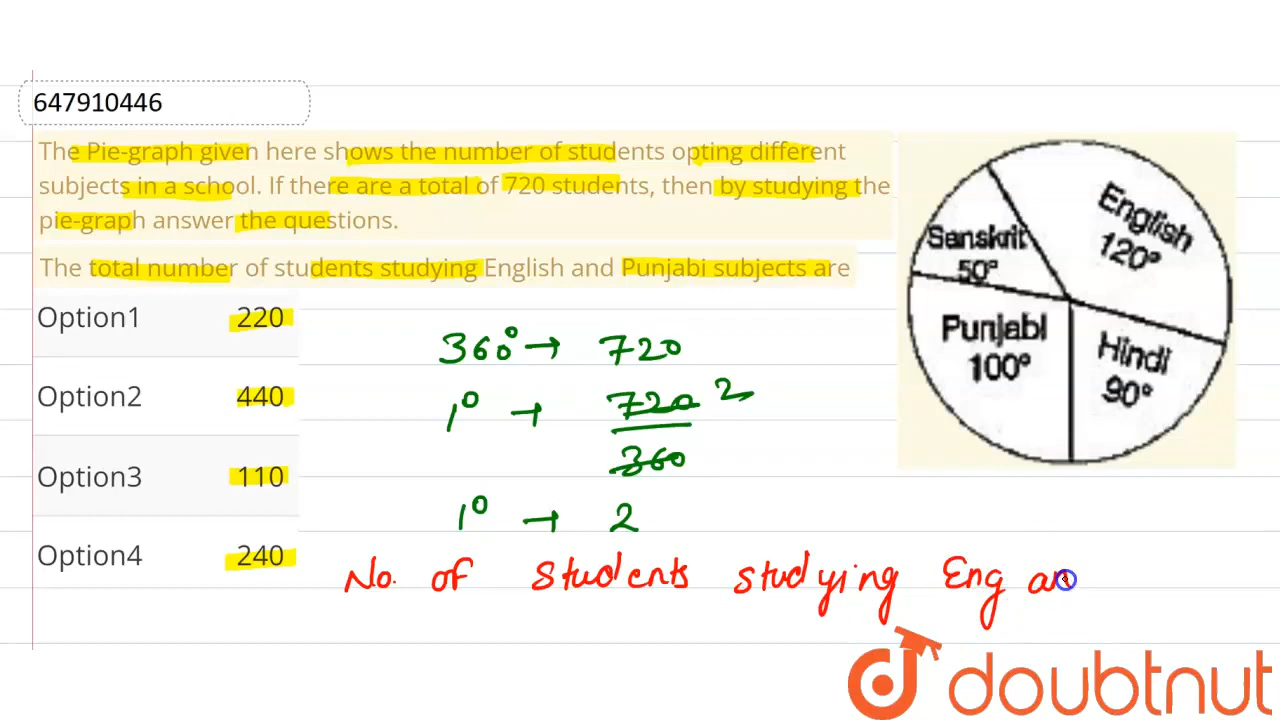 647910446
The Pie-graph given here shows the number of students opting different
subjects in a school. If there are a total of 720 students, then by studying the
pie-graph answer the questions.
The total number of students studying English and Punjabi subjects are
Option1 220
Option2 440
Option3 110
Option4 240
English
120°
Sanskrit
50°
Punjabi
100°
Hindi
90°
360° → 720
1° → 720 2
360
1° → 2
No. of students studying Eng an
doubtnut